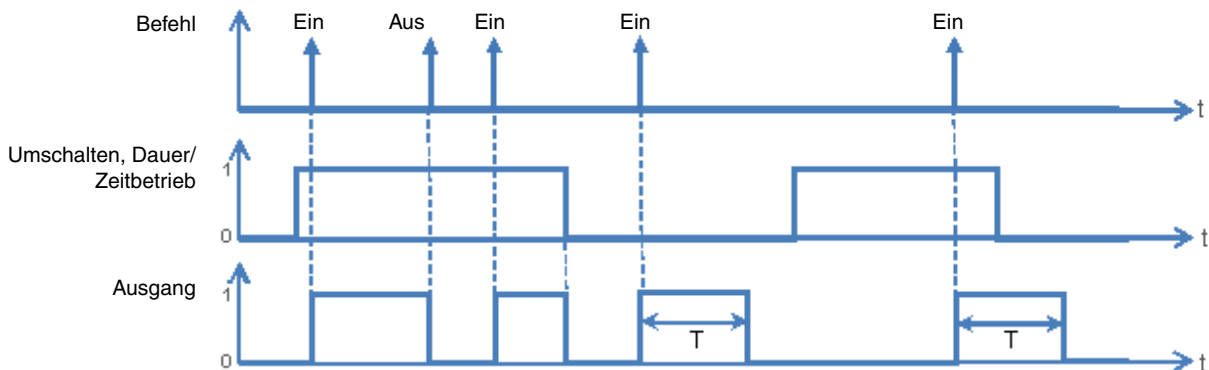 Befehl Ein Aus Ein Ein Ein
t
Umschalten, Dauer/
Zeitbetrieb
1
0
t
Ausgang
1
T T
0
t